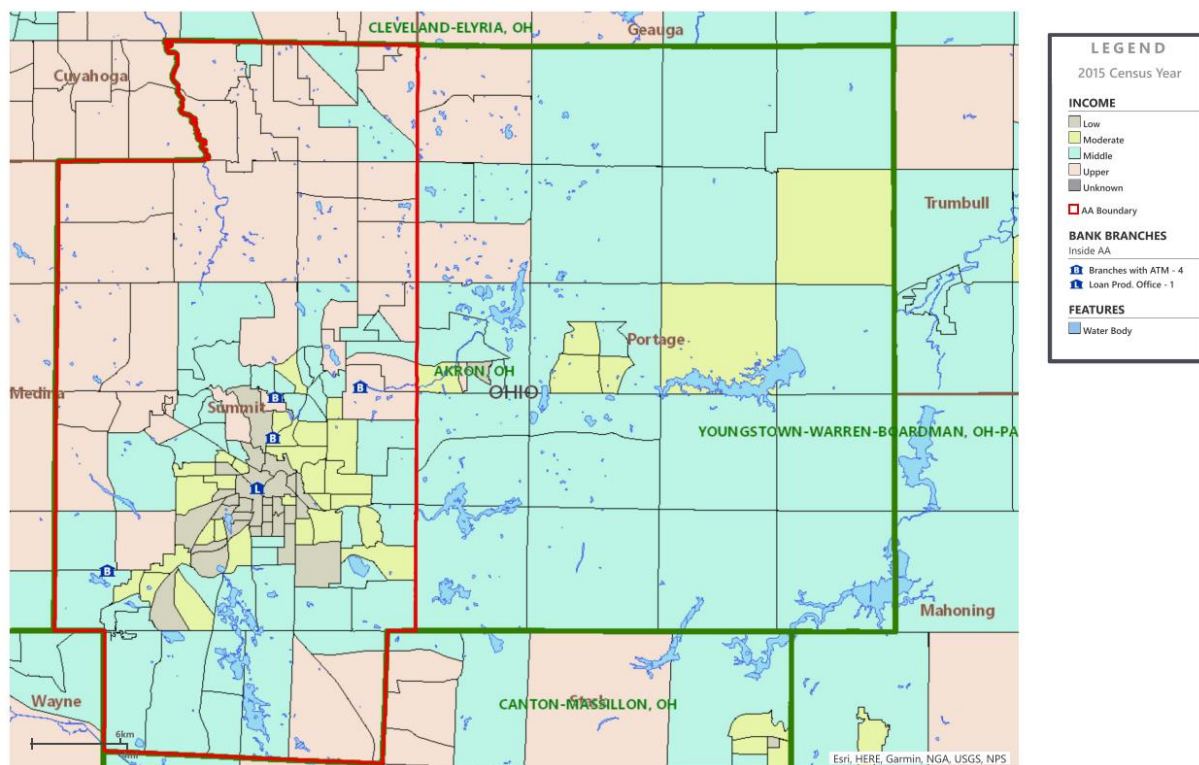 CLEVELAND-ELYRIA, OH
Geauga
Cuyahoga
Trumbull
Portage
AKRON, OH
OHIO
Medina
Summit
YOUNGSTOWN-WARREN-BOARDMAN, OH-PA
Mahoning
Wayne
CANTON-MASSILLON, OH
6km
Esri, HERE, Garmin, NGA, USGS, NPS
B
B
B
L
B
LEGEND
2015 Census Year
INCOME
Low
Moderate
Middle
Upper
Unknown
AA Boundary
BANK BRANCHES
Inside AA
B Branches with ATM - 4
L Loan Prod. Office - 1
FEATURES
Water Body